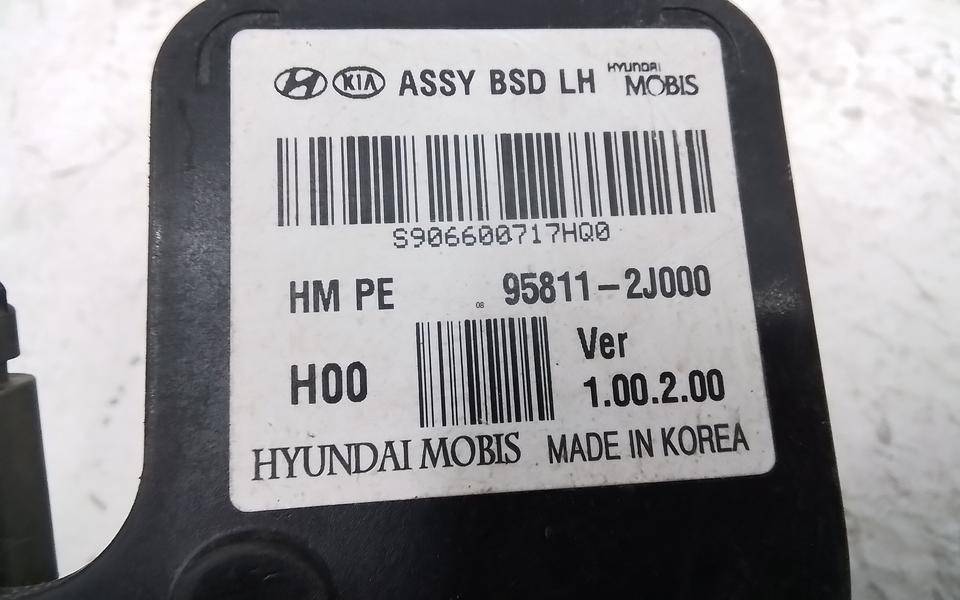 KIA ASSY BSD LH HYUNDAI MOBIS
S906600717HQ0
HM PE 08 95811-2J000
H00 Ver 1.00.2.00
HYUNDAI MOBIS MADE IN KOREA